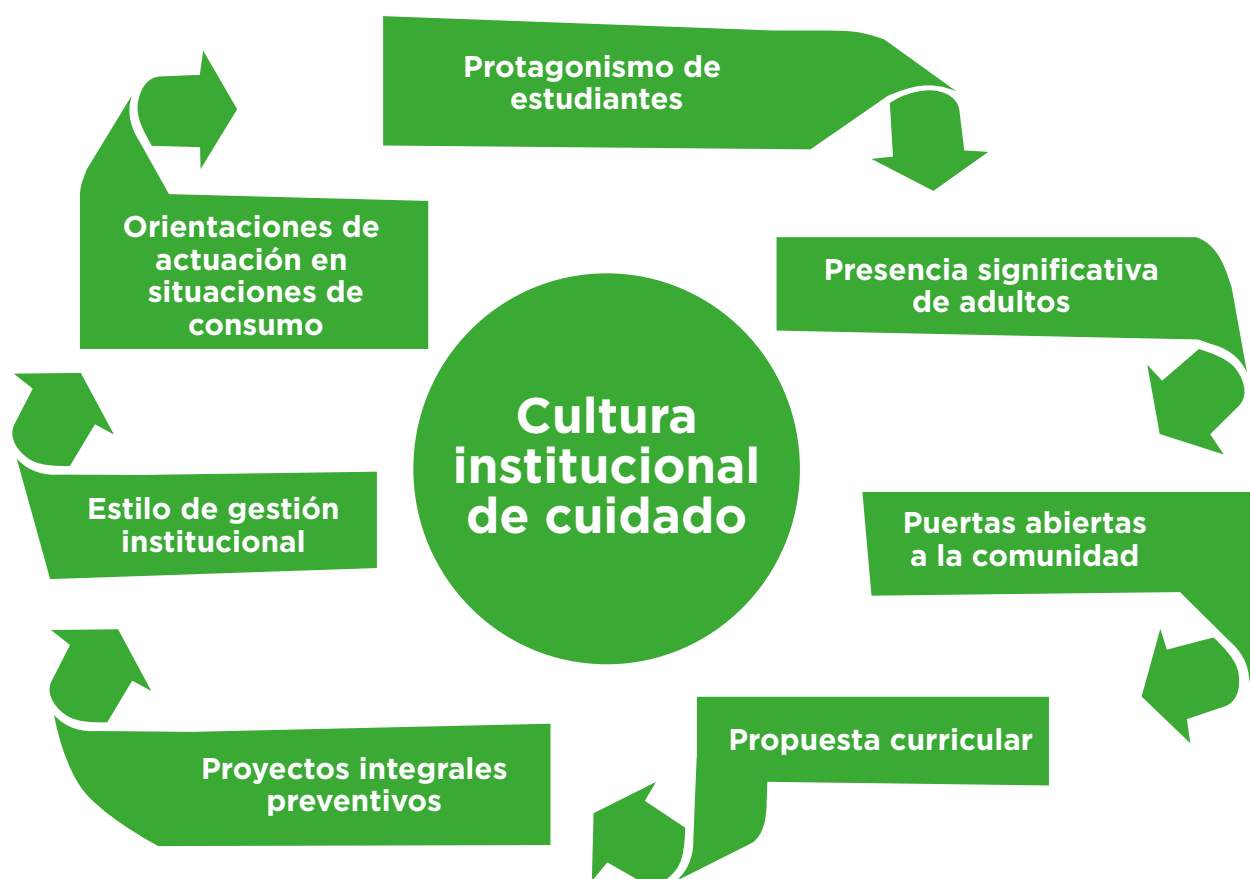 Protagonismo de
estudiantes
Presencia significativa
de adultos
Puertas abiertas
a la comunidad
Propuesta curricular
Proyectos integrales
preventivos
Estilo de gestión
institucional
Orientaciones de
actuación en
situaciones de
consumo
Cultura
institucional
de cuidado